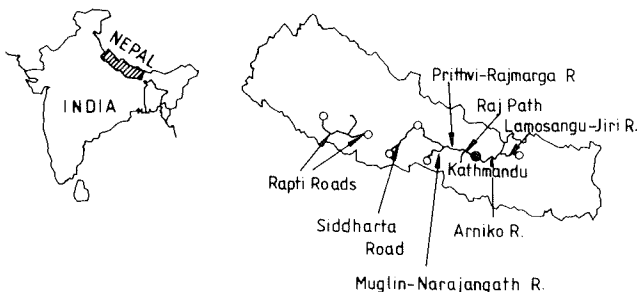 NEPAL
INDIA
Prithvi-Rajmarga R
Raj Path
Lamosangu-Jiri R.
Kathmandu
Rapti Roads
Siddharta
Road
Arniko R.
Muglin-Narajangath R.